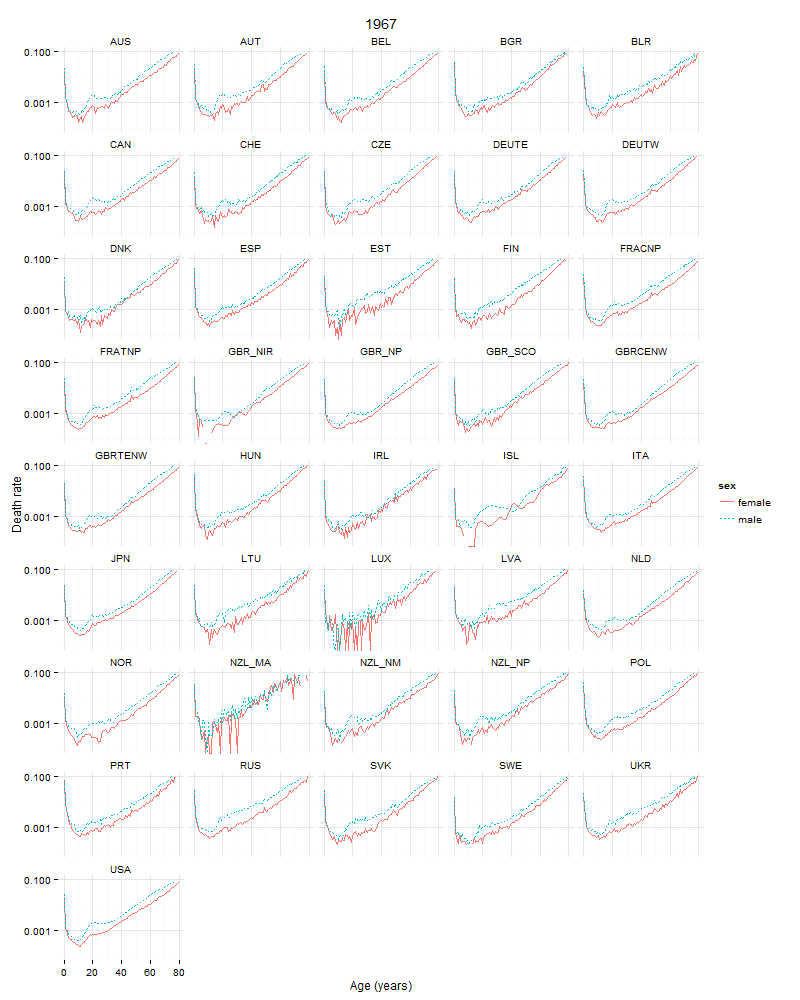 1967
AUS AUT BEL BGR BLR
0.100
0.001
CAN CHE CZE DEUTE DEUTW
0.100
0.001
DNK ESP EST FIN FRACNP
0.100
0.001
FRATNP GBR_NIR GBR_NP GBR_SCO GBRCENW
0.100
0.001
GBRTENW HUN IRL ISL ITA
0.100
0.001
Death rate
sex
female
male
JPN LTU LUX LVA NLD
0.100
0.001
NOR NZL_MA NZL_NM NZL_NP POL
0.100
0.001
PRT RUS SVK SWE UKR
0.100
0.001
USA
0.100
0.001
0 20 40 60 80
Age (years)